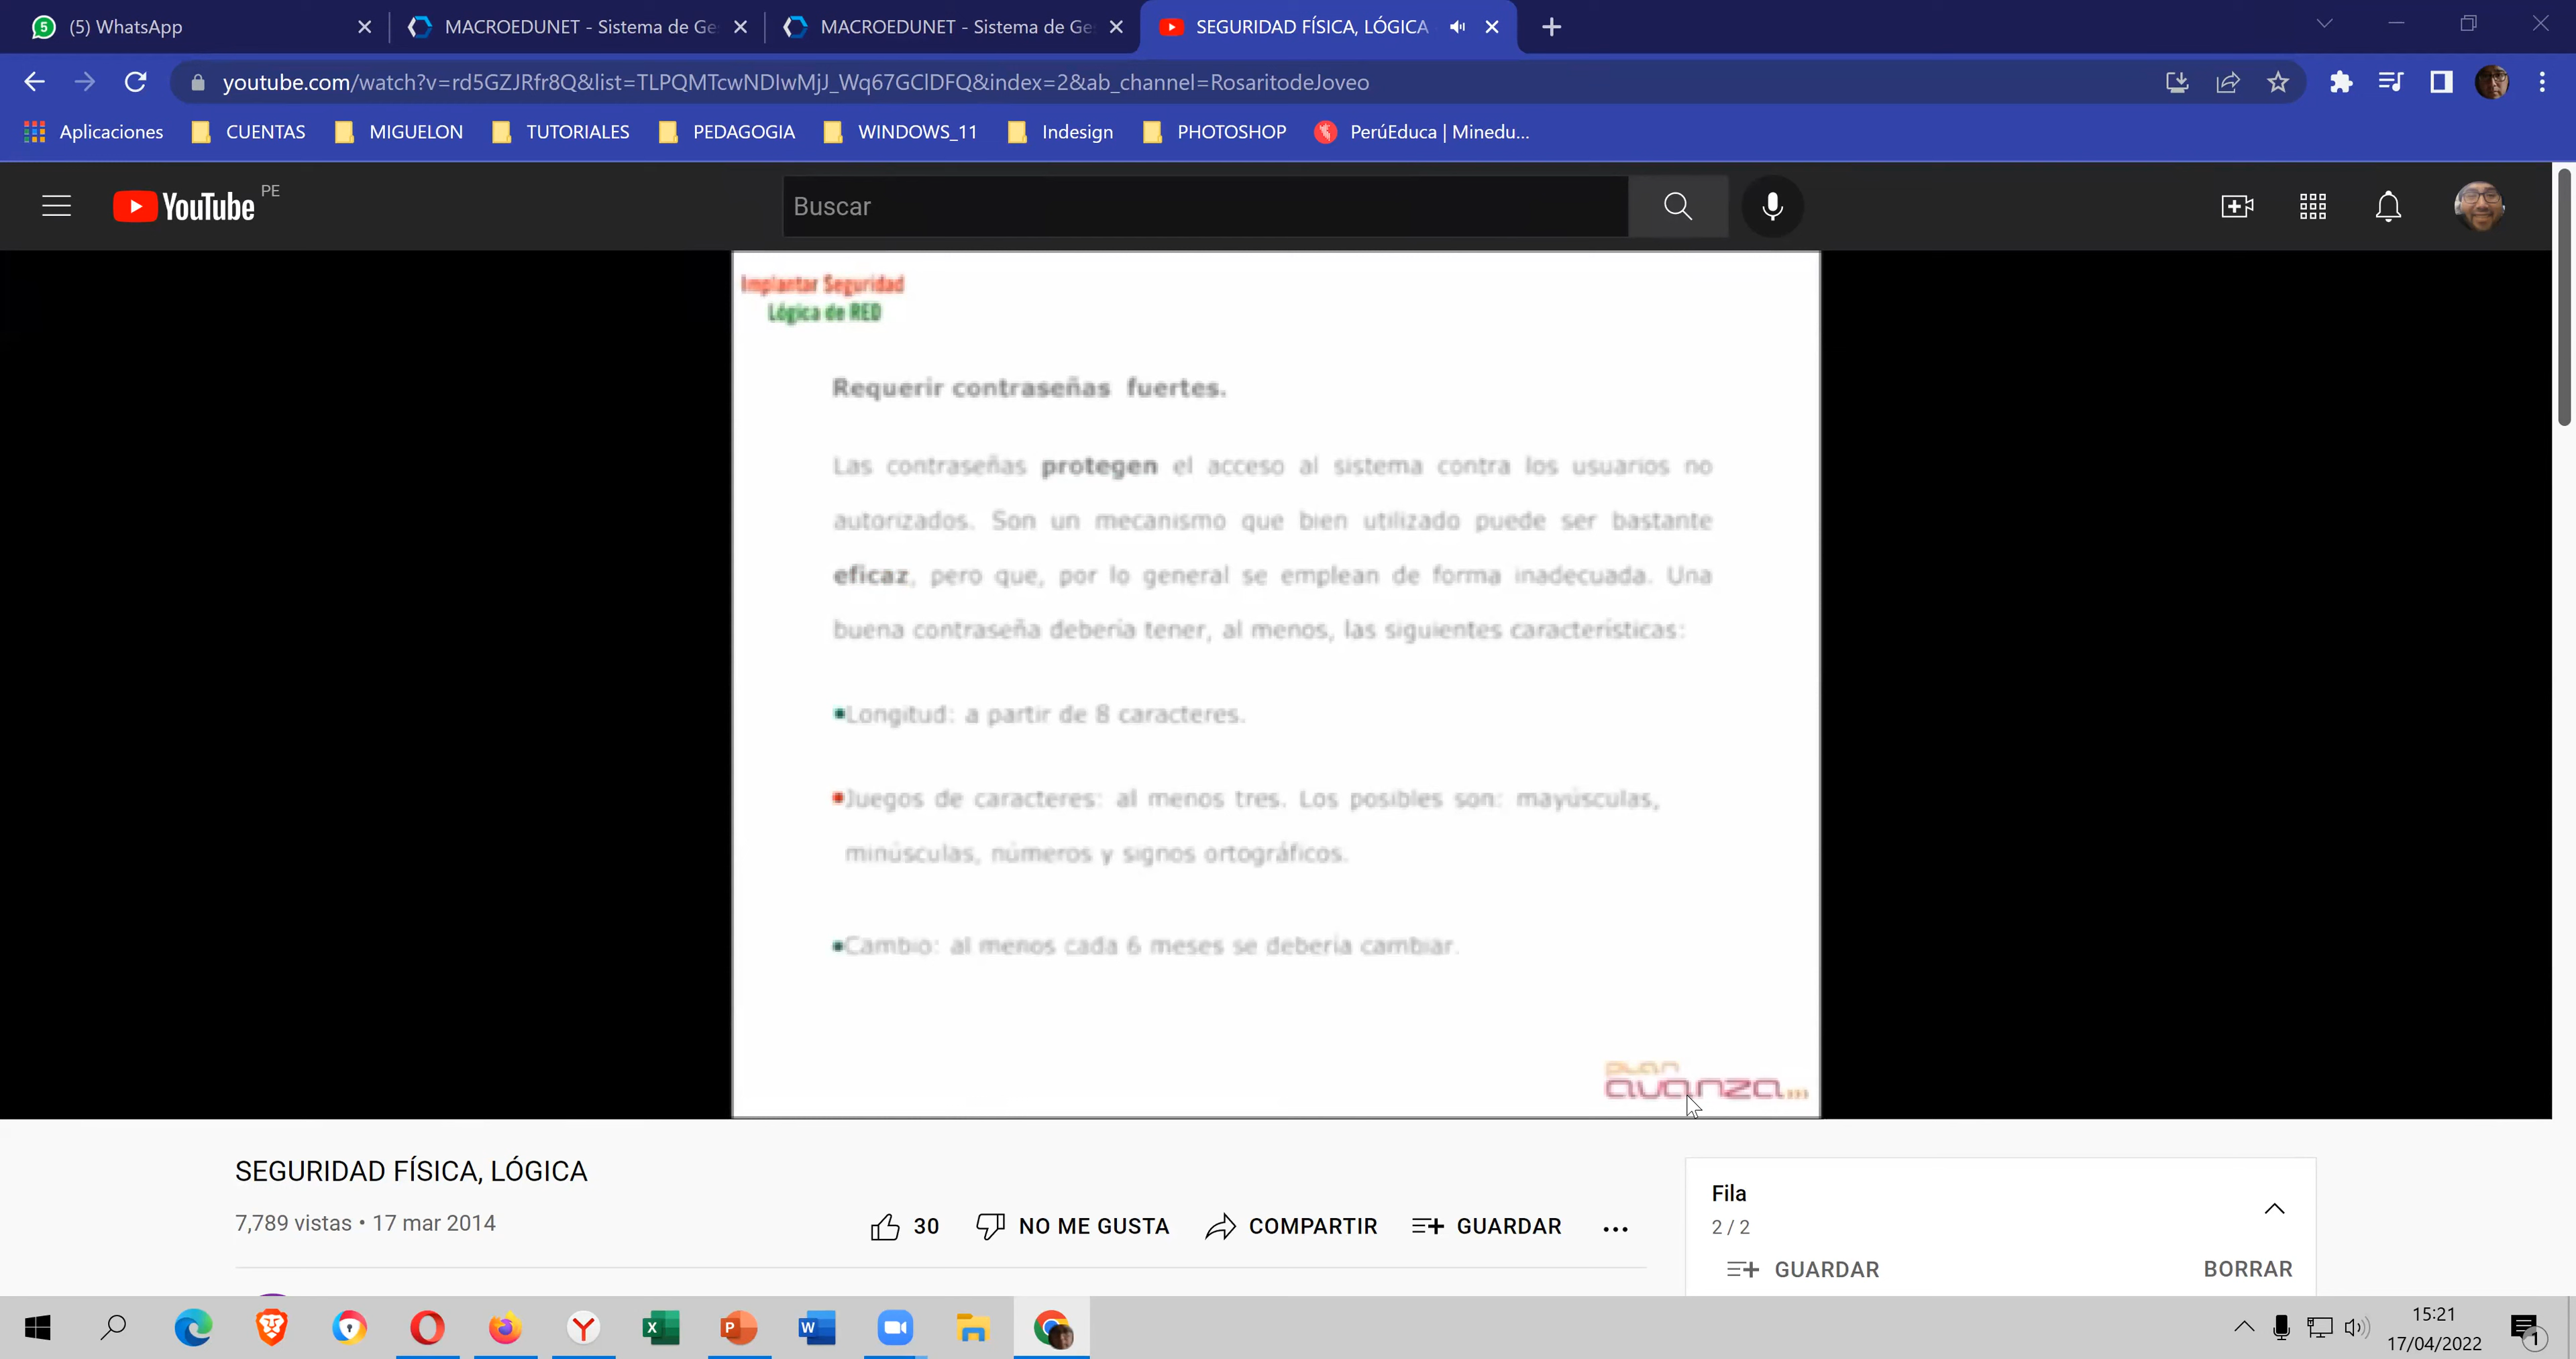 (5) WhatsApp
MACROEDUNET - Sistema de Ges
MACROEDUNET - Sistema de Ges
SEGURIDAD FÍSICA, LÓGICA
youtube.com/watch?v=rd5GZJRfr8Q&list=TLPQMTcwNDIwMjJ_Wq67GClDFQ&index=2&ab_channel=RosaritodeJoveo
Aplicaciones
CUENTAS
MIGUELON
TUTORIALES
PEDAGOGIA
WINDOWS_11
Indesign
PHOTOSHOP
PerúEduca | Minedu...
YouTube PE
Buscar
Implantar Seguridad
Lógica de RED
Requerir contraseñas fuertes.
Las contraseñas protegen el acceso al sistema contra los usuarios no
autorizados. Son un mecanismo que bien utilizado puede ser bastante
eficaz, pero que, por lo general se emplean de forma inadecuada. Una
buena contraseña debería tener, al menos, las siguientes características:
•Longitud: a partir de 8 caracteres.
•Juegos de caracteres: al menos tres. Los posibles son: mayúsculas,
minúsculas, números y signos ortográficos.
•Cambio: al menos cada 6 meses se debería cambiar.
plan
avanza
SEGURIDAD FÍSICA, LÓGICA
7,789 vistas • 17 mar 2014
30
NO ME GUSTA
COMPARTIR
GUARDAR
Fila
2 / 2
GUARDAR
BORRAR
15:21
17/04/2022